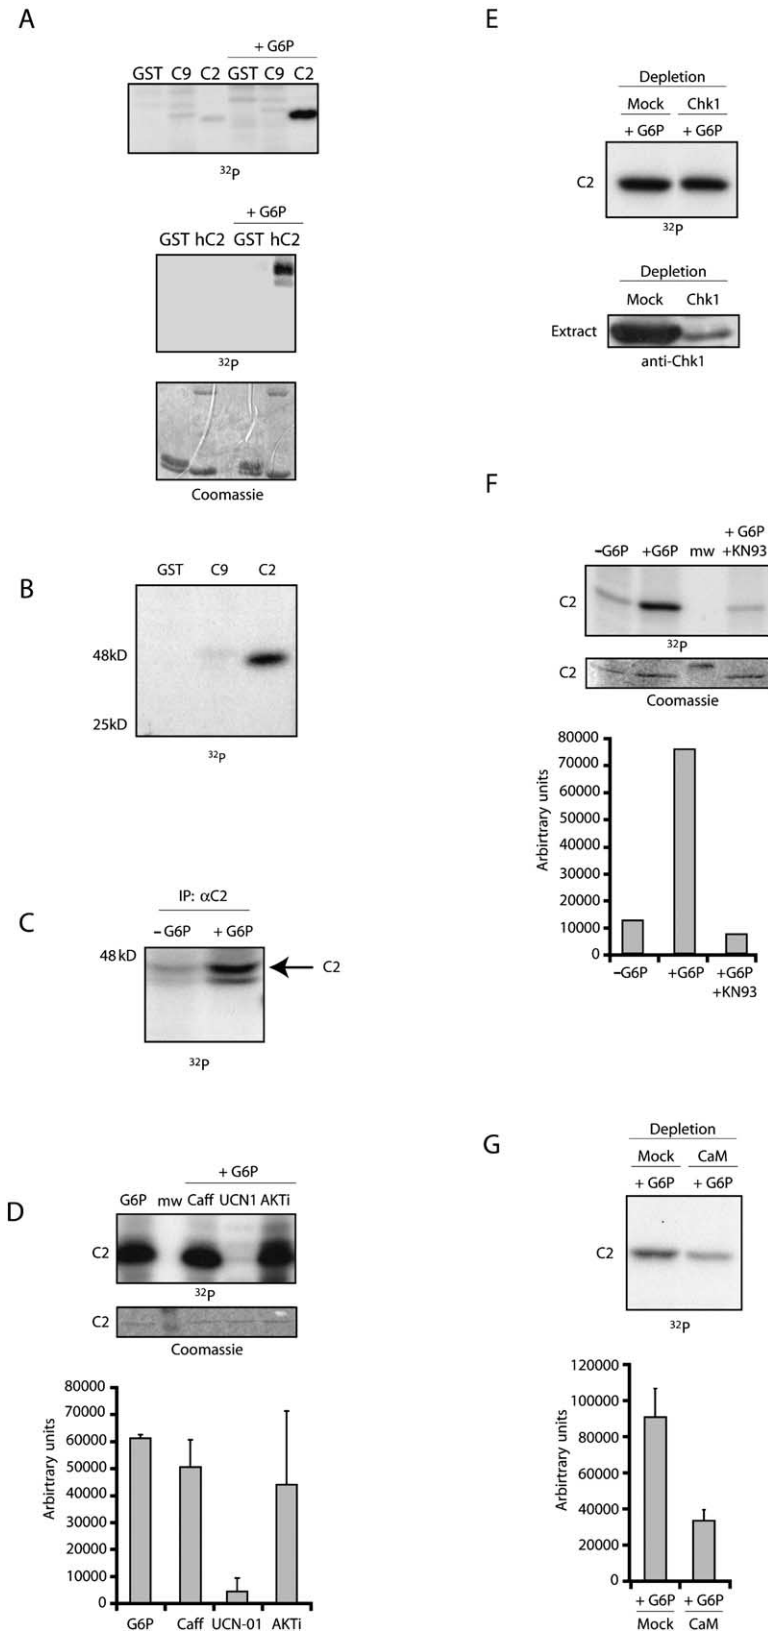 A
+ G6P
GST C9 C2 GST C9 C2
32P
+ G6P
GST hC2 GST hC2
32P
Coomassie
B
GST C9 C2
48kD
25kD
32P
C
IP: αC2
– G6P + G6P
48 kD
C2
32P
D
+ G6P
G6P mw Caff UCN1 AKTi
C2
32P
C2
Coomassie
Arbirtrary units
80000
70000
60000
50000
40000
30000
20000
10000
0
G6P Caff UCN-01 AKTi
E
Depletion
Mock Chk1
+ G6P + G6P
C2
32P
Depletion
Mock Chk1
Extract
anti-Chk1
F
+ G6P
–G6P +G6P mw +KN93
C2
32P
C2
Coomassie
Arbirtrary units
80000
70000
60000
50000
40000
30000
20000
10000
0
–G6P +G6P +G6P
+KN93
G
Depletion
Mock CaM
+ G6P + G6P
C2
32P
Arbirtrary units
120000
100000
80000
60000
40000
20000
0
+ G6P + G6P
Mock CaM